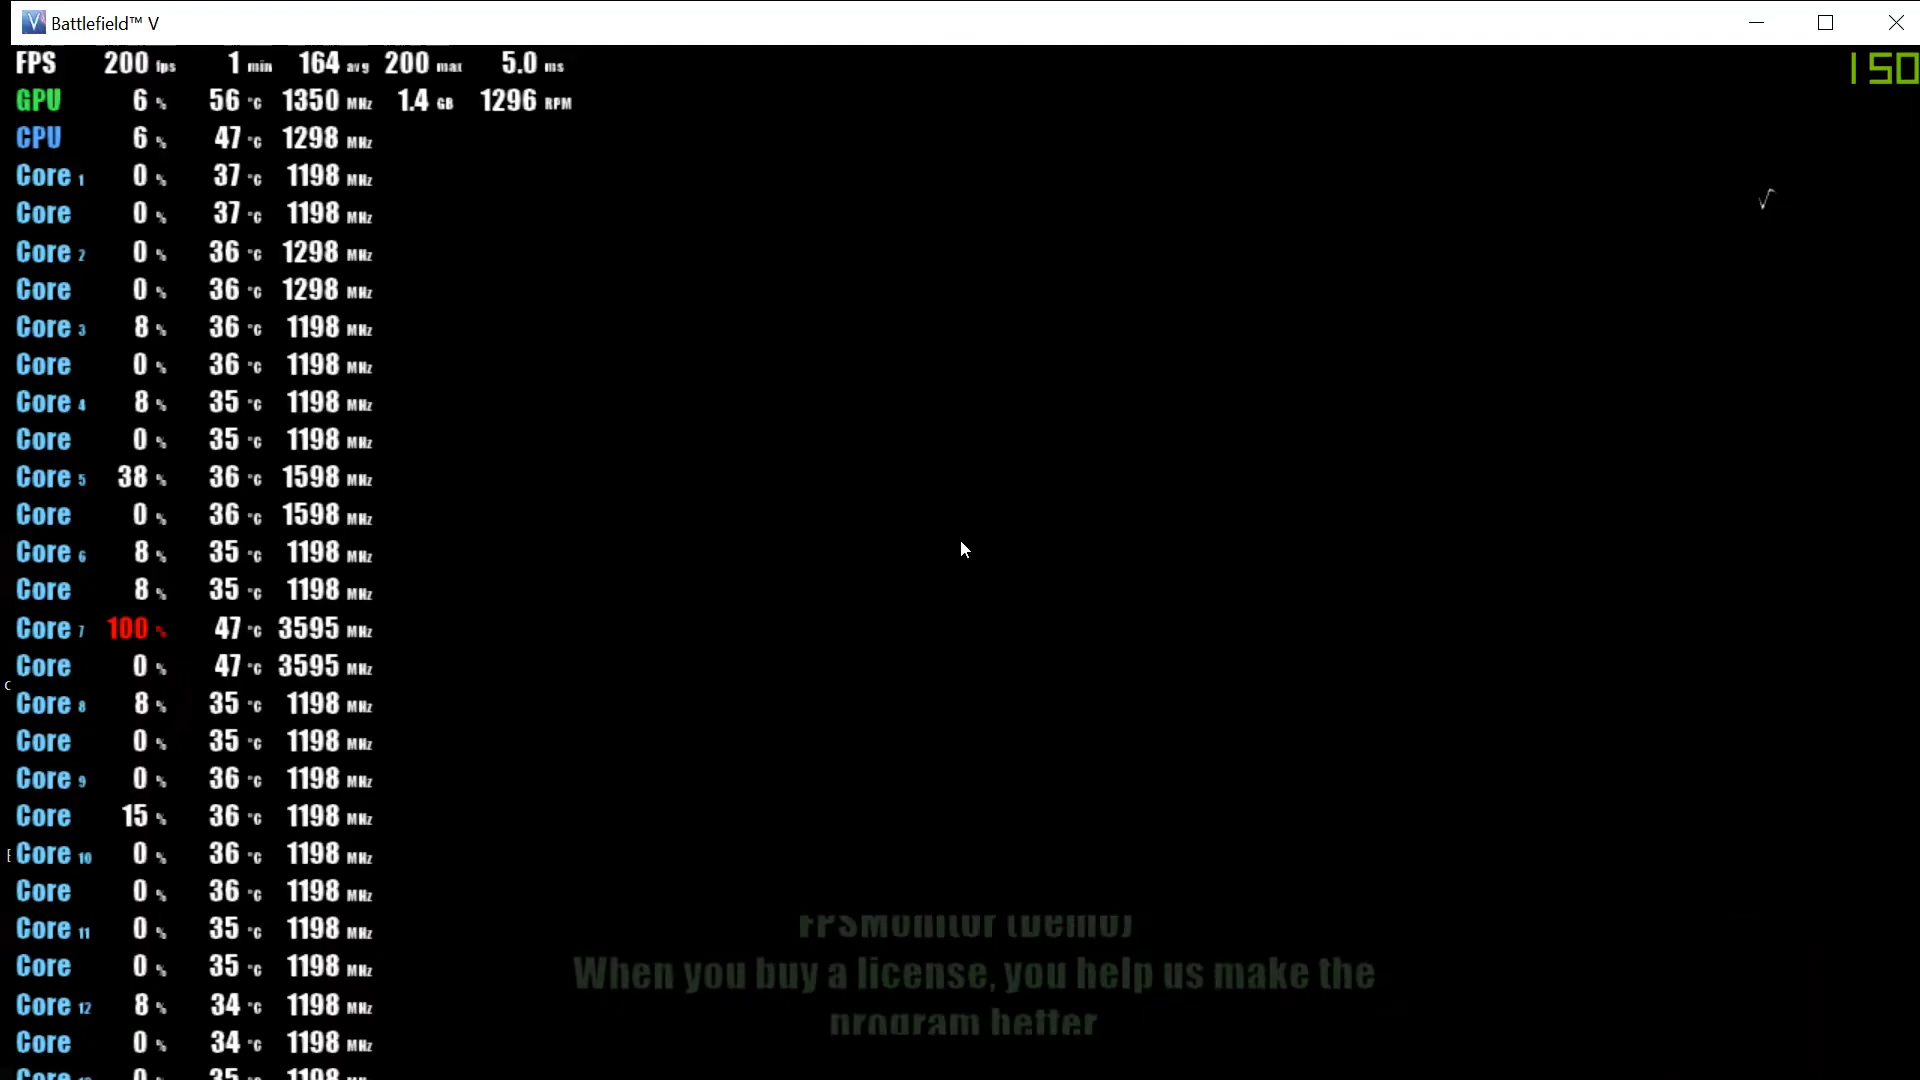 Battlefield™ V
FPS 200 fps 1 min 164 avg 200 max 5.0 ms
150
GPU 6 % 56 °C 1350 MHz 1.4 GB 1296 RPM
CPU 6 % 47 °C 1298 MHz
Core 1 0 % 37 °C 1198 MHz
Core 0 % 37 °C 1198 MHz
√
Core 2 0 % 36 °C 1298 MHz
Core 0 % 36 °C 1298 MHz
Core 3 8 % 36 °C 1198 MHz
Core 0 % 36 °C 1198 MHz
Core 4 8 % 35 °C 1198 MHz
Core 0 % 35 °C 1198 MHz
Core 5 38 % 36 °C 1598 MHz
Core 0 % 36 °C 1598 MHz
Core 6 8 % 35 °C 1198 MHz
Core 8 % 35 °C 1198 MHz
Core 7 100 % 47 °C 3595 MHz
Core 0 % 47 °C 3595 MHz
Core 8 8 % 35 °C 1198 MHz
Core 0 % 35 °C 1198 MHz
Core 9 0 % 36 °C 1198 MHz
Core 15 % 36 °C 1198 MHz
Core 10 0 % 36 °C 1198 MHz
Core 0 % 36 °C 1198 MHz
Core 11 0 % 35 °C 1198 MHz
FPSMonitor (Demo)
Core 0 % 35 °C 1198 MHz
When you buy a license, you help us make the
program better
Core 12 8 % 34 °C 1198 MHz
Core 0 % 34 °C 1198 MHz
Core 0 35 1198